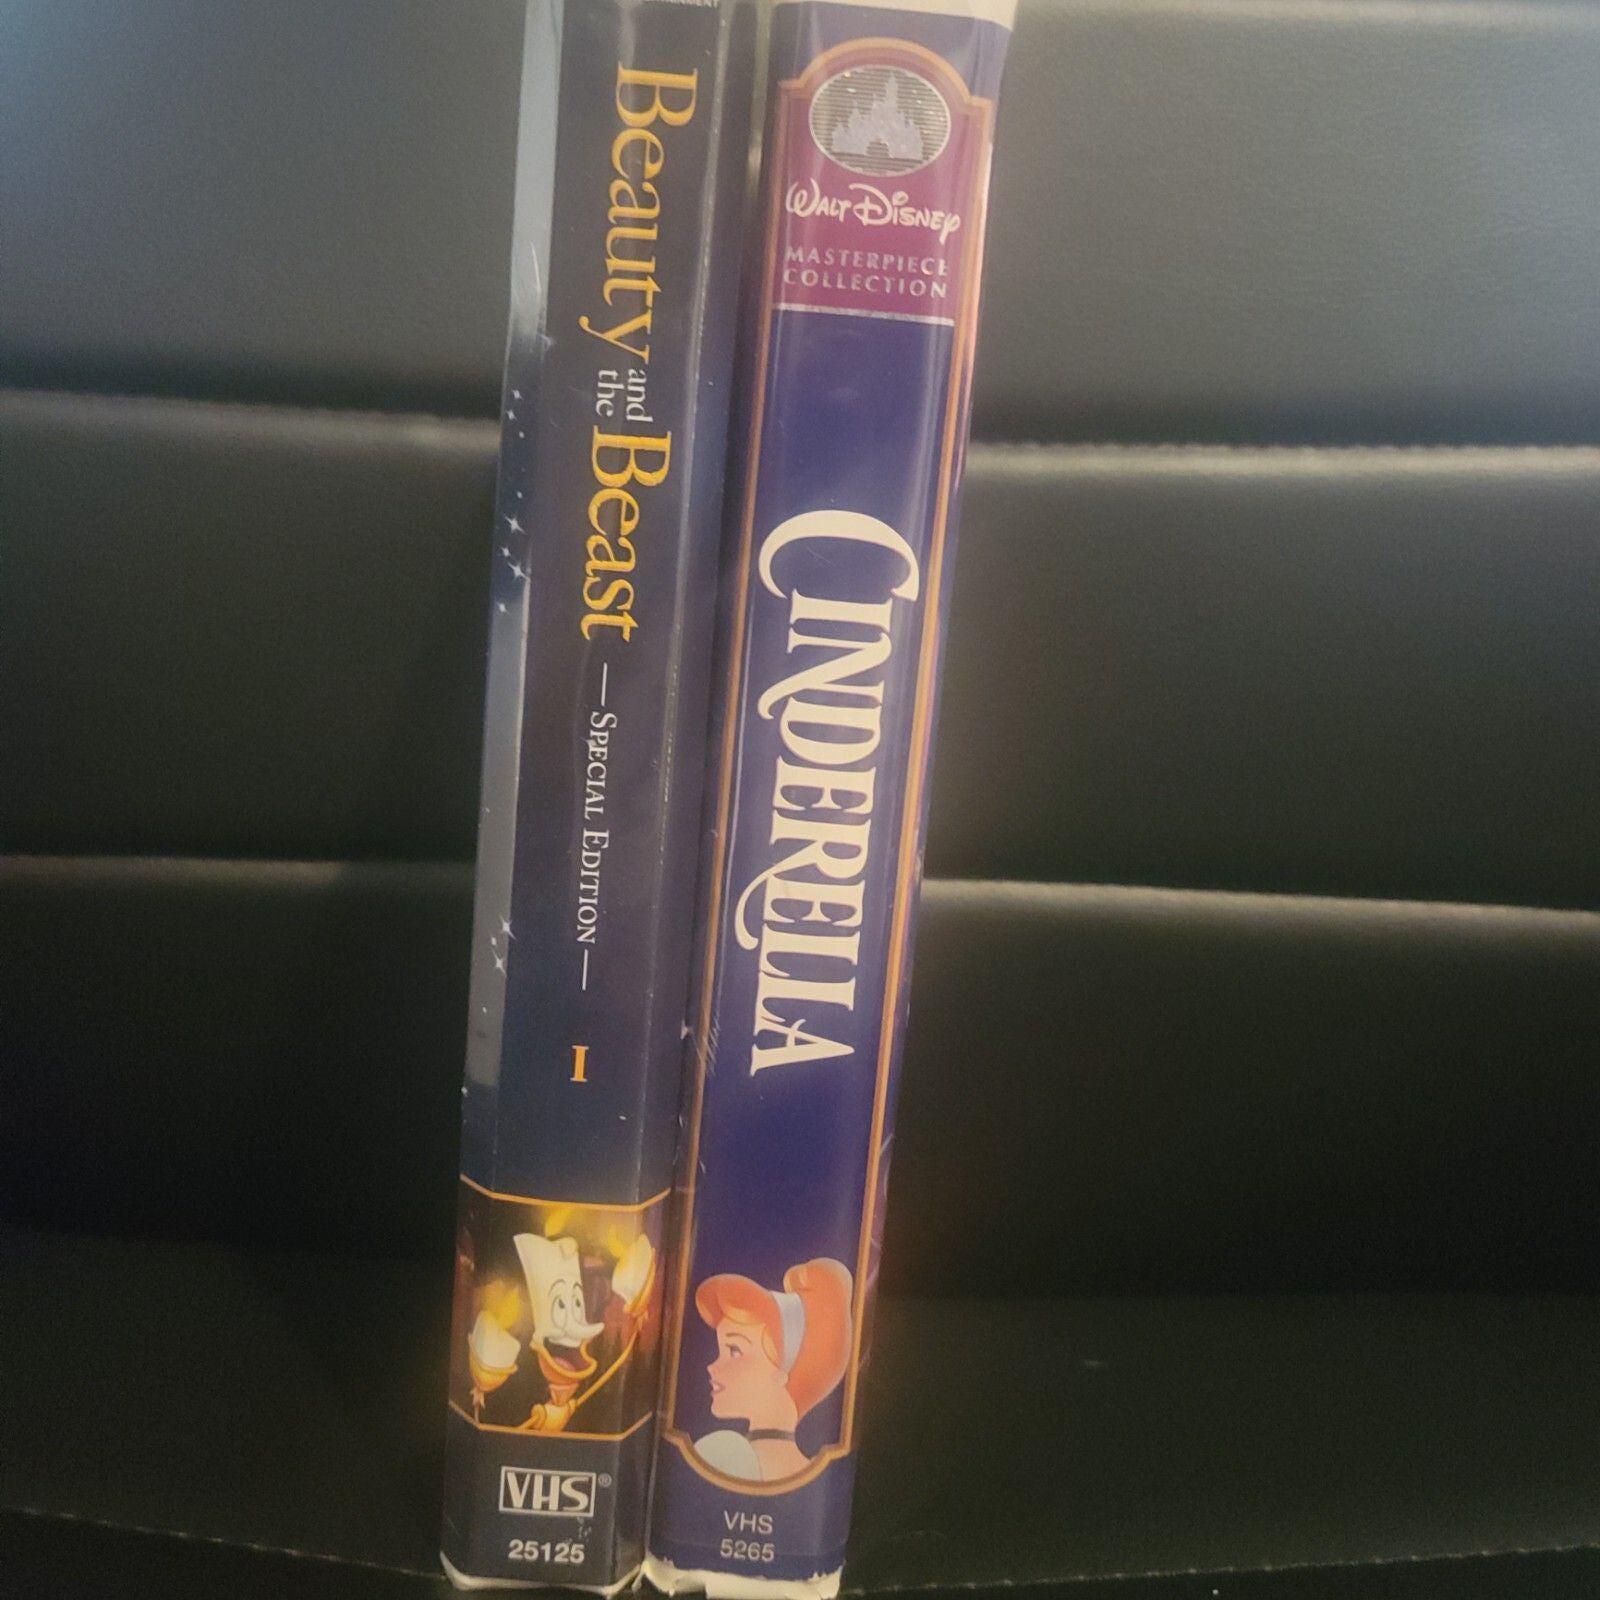 Beauty and the Beast
— Special Edition —
I
VHS®
25125
Walt Disney
MASTERPIECE
COLLECTION
CINDERELLA
VHS
5265